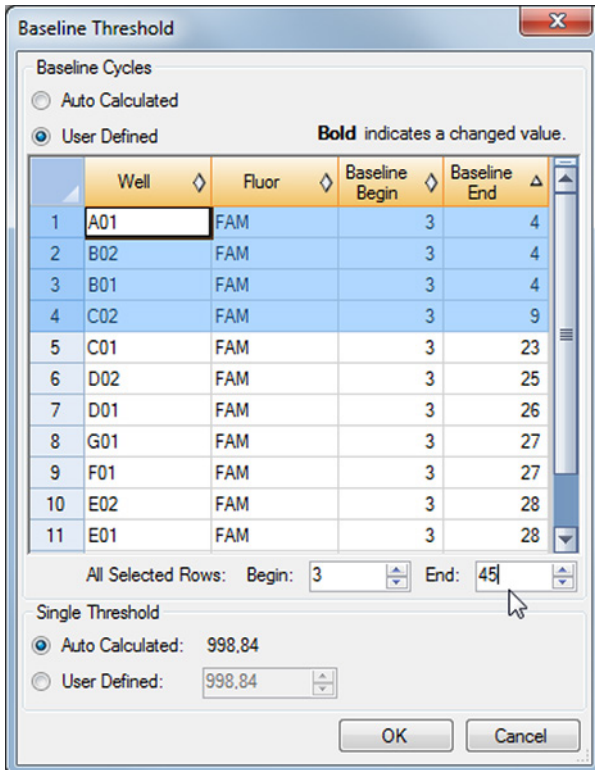 Baseline Threshold
Baseline Cycles
Auto Calculated
User Defined Bold indicates a changed value.
Well Fluor Baseline Begin Baseline End
1 A01 FAM 3 4
2 B02 FAM 3 4
3 B01 FAM 3 4
4 C02 FAM 3 9
5 C01 FAM 3 23
6 D02 FAM 3 25
7 D01 FAM 3 26
8 G01 FAM 3 27
9 F01 FAM 3 27
10 E02 FAM 3 28
11 E01 FAM 3 28
All Selected Rows: Begin: 3 End: 45
Single Threshold
Auto Calculated: 998,84
User Defined: 998,84
OK Cancel